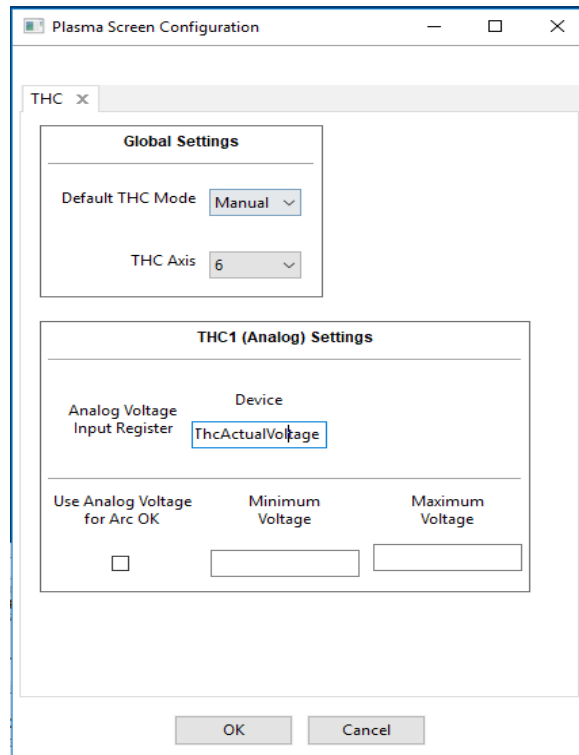 Plasma Screen Configuration
THC
Global Settings
Default THC Mode
Manual
THC Axis
6
THC1 (Analog) Settings
Device
Analog Voltage
Input Register
ThcActualVoltage
Use Analog Voltage
for Arc OK
Minimum
Voltage
Maximum
Voltage
OK
Cancel